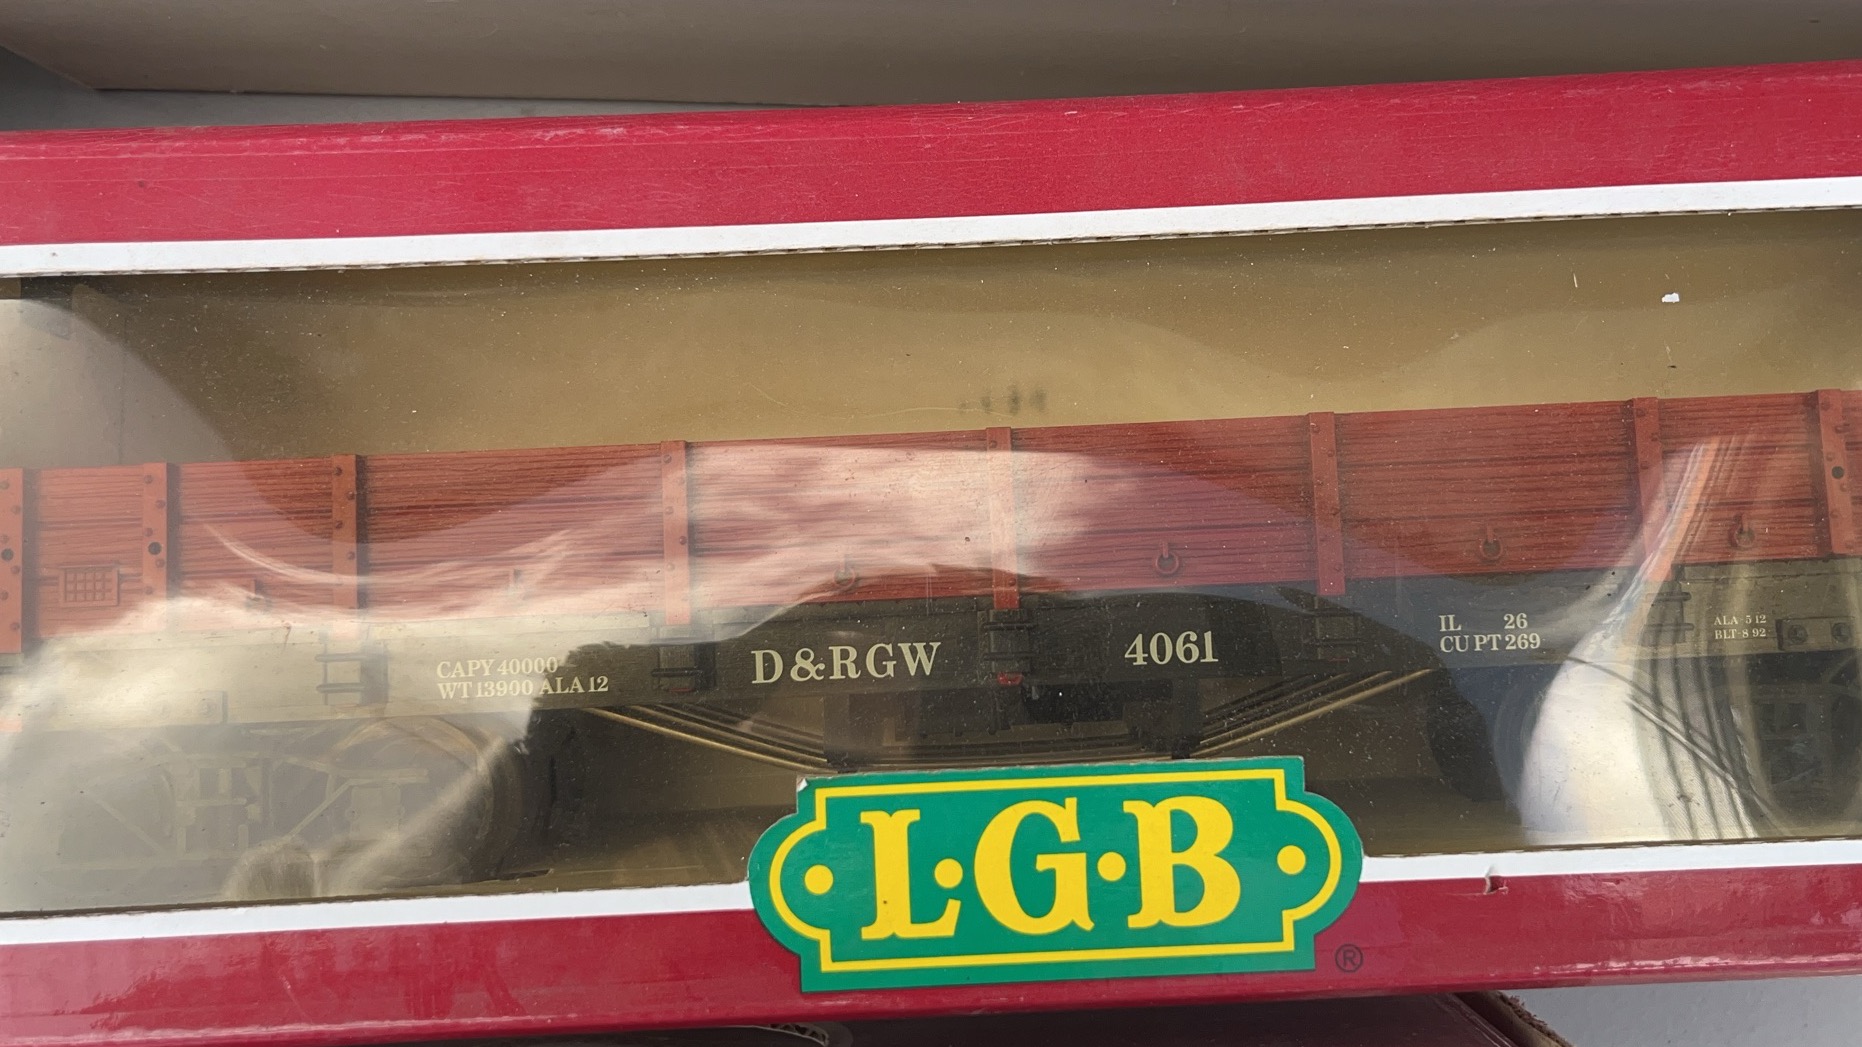 CAPY 40000
WT 13900 ALA 12
D&RGW 4061
IL 26
CU PT 269
ALA 5 12
BLT 8 92
L·G·B
®